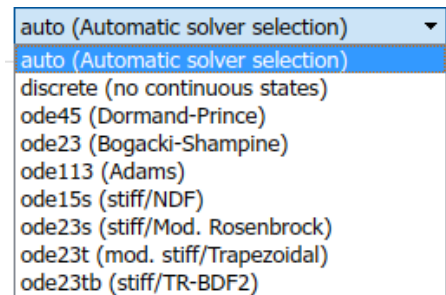 auto (Automatic solver selection)
auto (Automatic solver selection)
discrete (no continuous states)
ode45 (Dormand-Prince)
ode23 (Bogacki-Shampine)
ode113 (Adams)
ode15s (stiff/NDF)
ode23s (stiff/Mod. Rosenbrock)
ode23t (mod. stiff/Trapezoidal)
ode23tb (stiff/TR-BDF2)